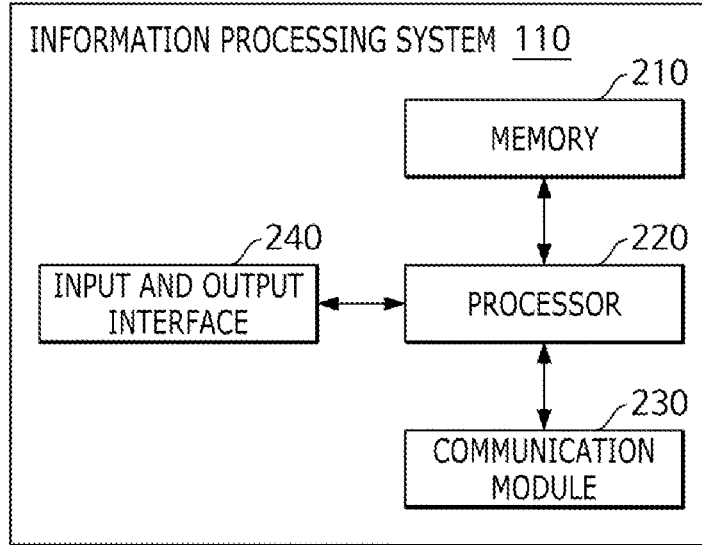 INFORMATION PROCESSING SYSTEM 110
210
MEMORY
240
220
INPUT AND OUTPUT
INTERFACE
PROCESSOR
230
COMMUNICATION
MODULE